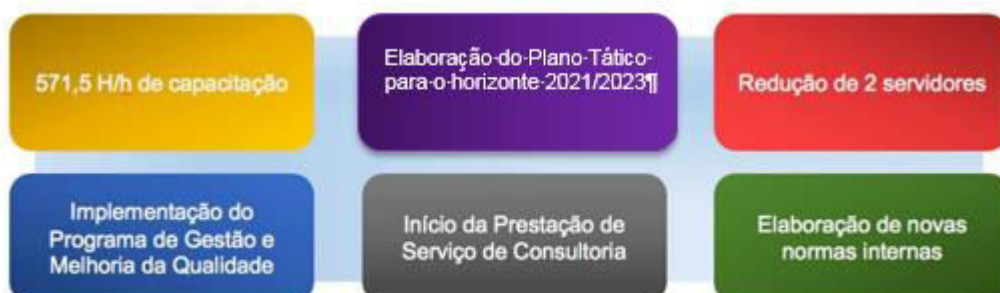 571,5 H/h de capacitação
Elaboração·do·Plano·Tático·
para·o·horizonte·2021/2023¶
Redução de 2 servidores
Implementação do
Programa de Gestão e
Melhoria da Qualidade
Início da Prestação de
Serviço de Consultoria
Elaboração de novas
normas internas